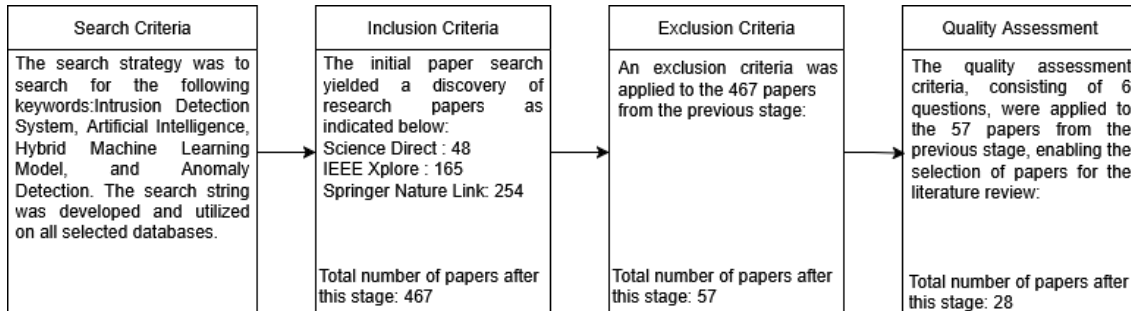 Search Criteria
The search strategy was to
search for the following
keywords:Intrusion Detection
System, Artificial Intelligence,
Hybrid Machine Learning
Model, and Anomaly
Detection. The search string
was developed and utilized
on all selected databases.
Inclusion Criteria
The initial paper search
yielded a discovery of
research papers as
indicated below:
Science Direct : 48
IEEE Xplore : 165
Springer Nature Link: 254
Total number of papers after
this stage: 467
Exclusion Criteria
An exclusion criteria was
applied to the 467 papers
from the previous stage:
Total number of papers after
this stage: 57
Quality Assessment
The quality assessment
criteria, consisting of 6
questions, were applied to
the 57 papers from the
previous stage, enabling the
selection of papers for the
literature review:
Total number of papers after
this stage: 28